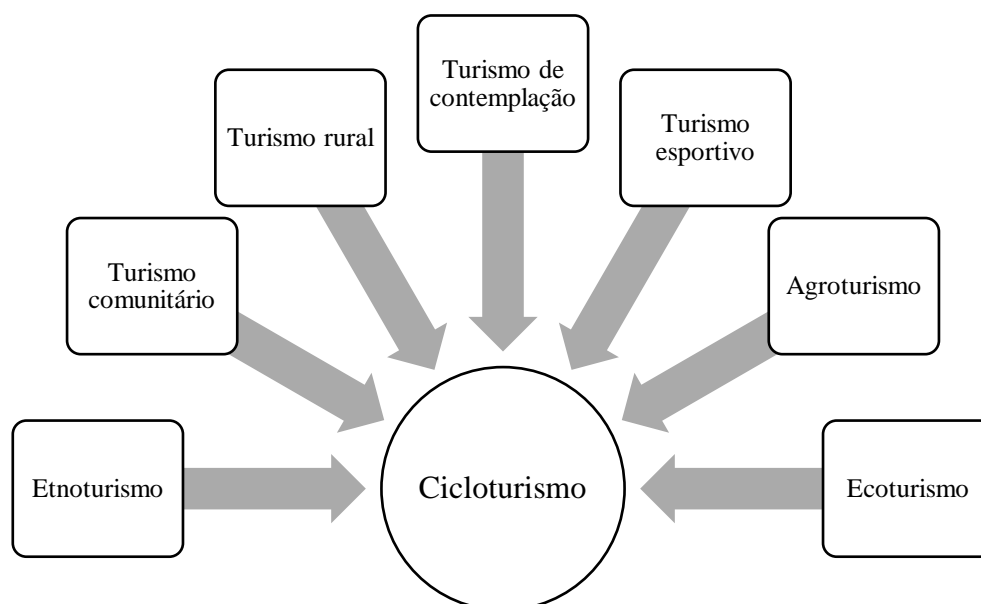 Turismo de
contemplação
Turismo rural
Turismo
esportivo
Turismo
comunitário
Agroturismo
Etnoturismo
Cicloturismo
Ecoturismo